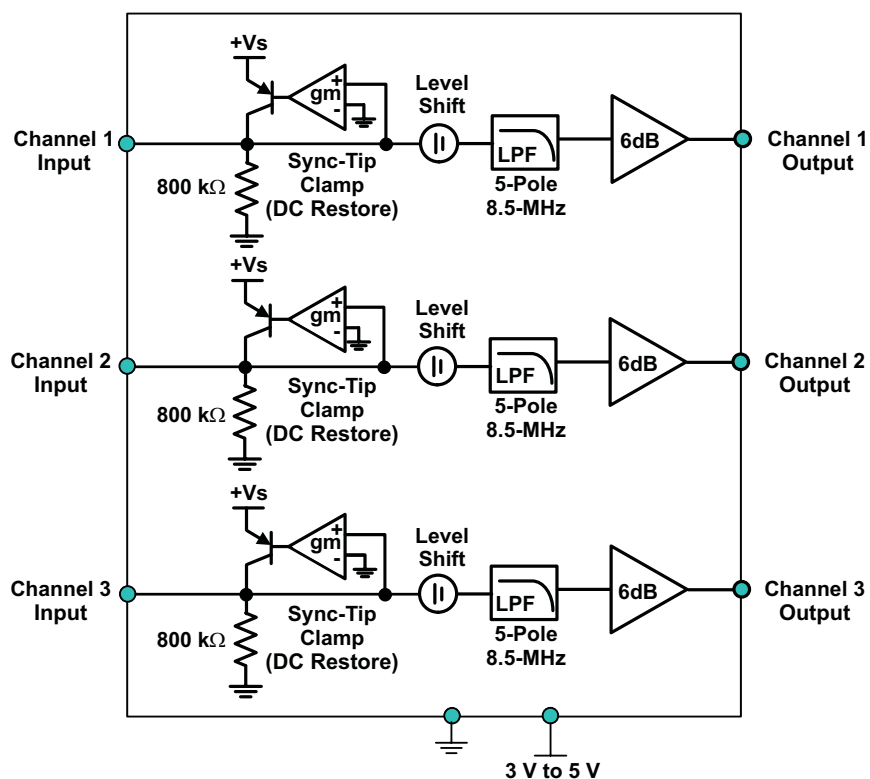 +Vs
gm
+
-
Level
Shift
Channel 1
Input
LPF
6dB
Channel 1
Output
800 kΩ
Sync-Tip
Clamp
(DC Restore)
5-Pole
8.5-MHz
+Vs
gm
+
-
Level
Shift
Channel 2
Input
LPF
6dB
Channel 2
Output
800 kΩ
Sync-Tip
Clamp
(DC Restore)
5-Pole
8.5-MHz
+Vs
gm
+
-
Level
Shift
Channel 3
Input
LPF
6dB
Channel 3
Output
800 kΩ
Sync-Tip
Clamp
(DC Restore)
5-Pole
8.5-MHz
3 V to 5 V